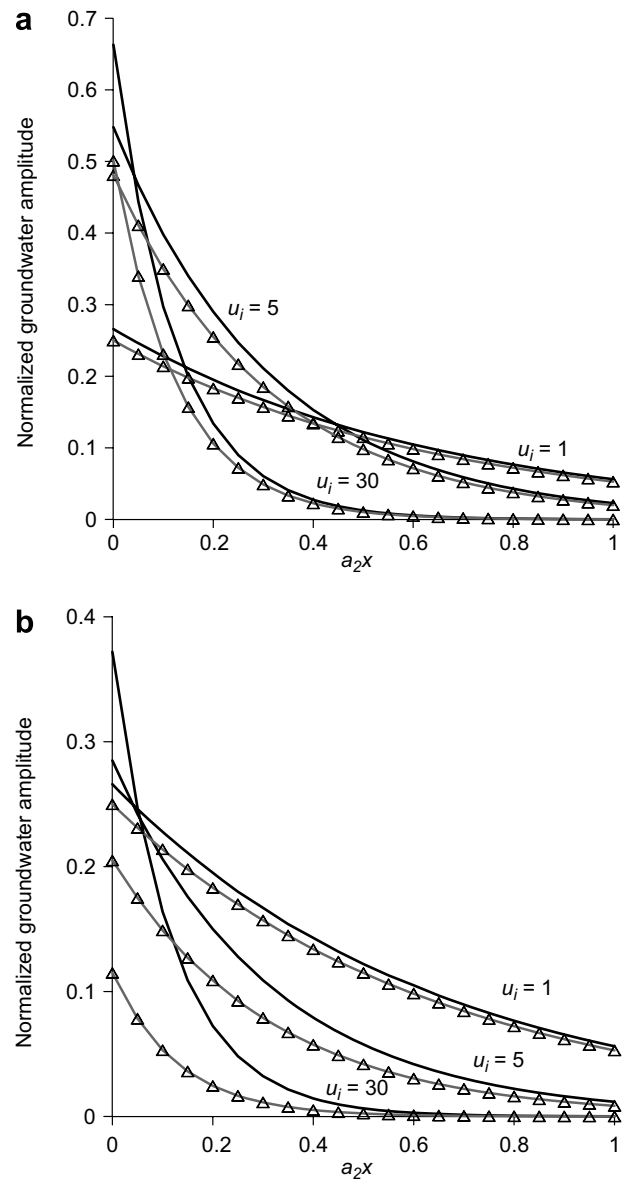 a
Normalized groundwater amplitude
0.7
0.6
0.5
0.4
0.3
0.2
0.1
0
u_i = 5
u_i = 1
u_i = 30
0 0.2 0.4 0.6 0.8 1
a₂x
b
Normalized groundwater amplitude
0.4
0.3
0.2
0.1
0
u_i = 1
u_i = 5
u_i = 30
0 0.2 0.4 0.6 0.8 1
a₂x